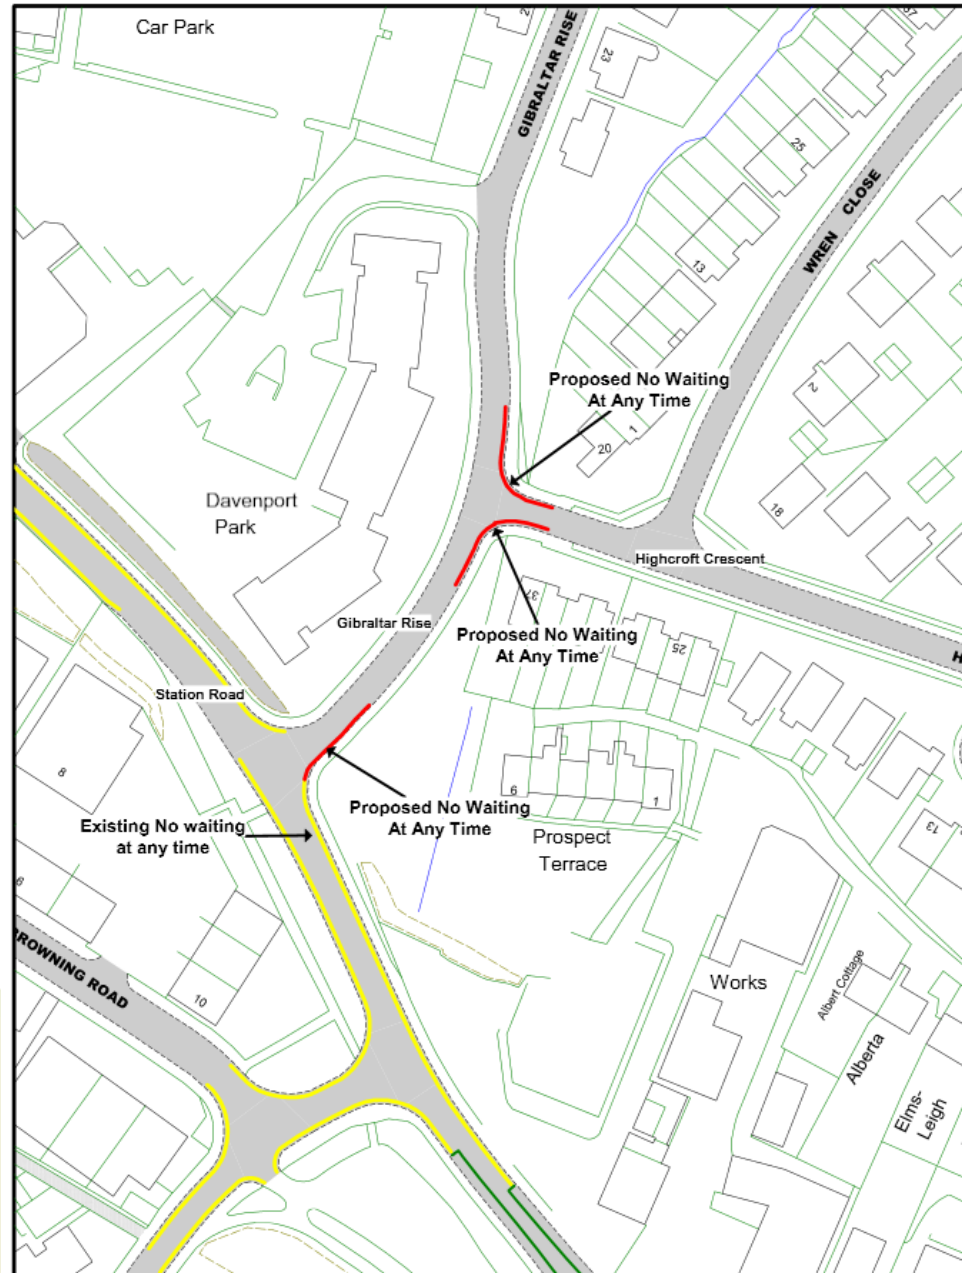 Car Park
GIBRALTAR RISE
23
25
WREN CLOSE
13
Proposed No Waiting
At Any Time
2
1
20
18
Davenport
Park
Highcroft Crescent
37
Gibraltar Rise
Proposed No Waiting
At Any Time
25
Station Road
8
6
1
Proposed No Waiting
At Any Time
Existing No waiting
at any time
Prospect
Terrace
13
BROWNING ROAD
10
Works
Albert Cottage
Alberta
Elms-
Leigh